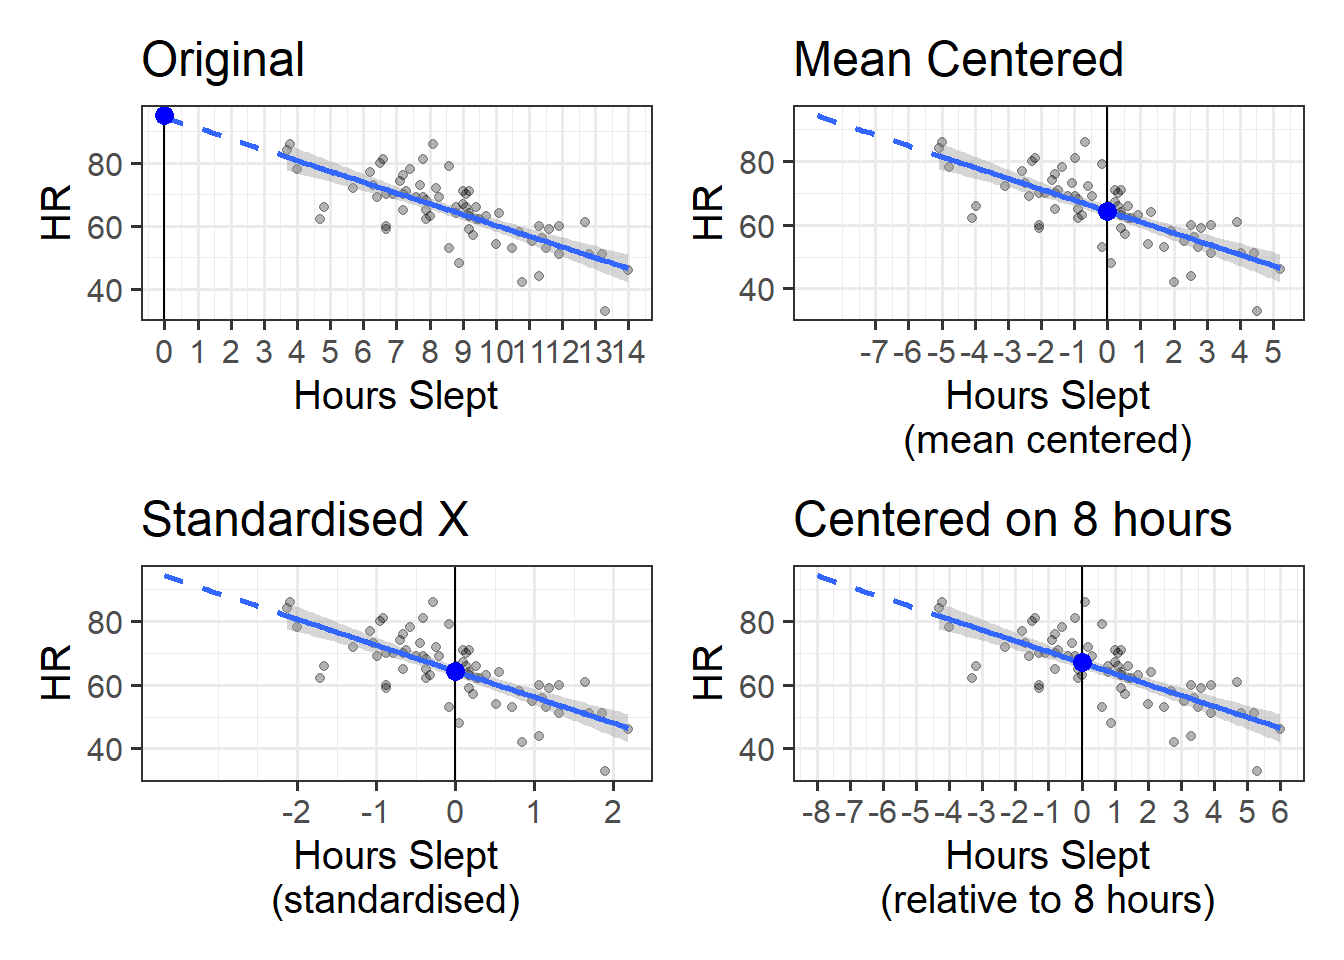 Original
HR
80
60
40
0 1 2 3 4 5 6 7 8 9 10 11 12 13 14
Hours Slept
Mean Centered
HR
80
60
40
-7 -6 -5 -4 -3 -2 -1 0 1 2 3 4 5
Hours Slept
(mean centered)
Standardised X
HR
80
60
40
-2 -1 0 1 2
Hours Slept
(standardised)
Centered on 8 hours
HR
80
60
40
-8 -7 -6 -5 -4 -3 -2 -1 0 1 2 3 4 5 6
Hours Slept
(relative to 8 hours)